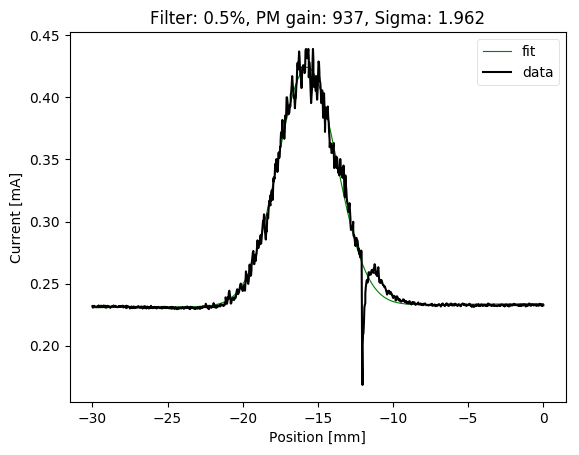 Filter: 0.5%, PM gain: 937, Sigma: 1.962
fit
data
Current [mA]
0.45
0.40
0.35
0.30
0.25
0.20
−30 −25 −20 −15 −10 −5 0
Position [mm]